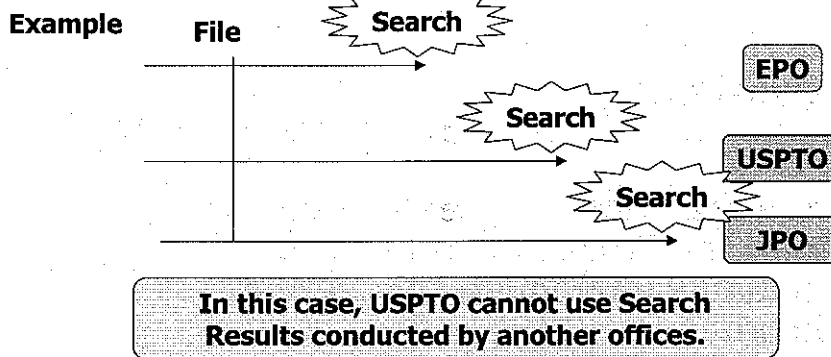 Search
Example
File
EPO
Search
USPTO
Search
JPO
In this case, USPTO cannot use Search
Results conducted by another offices.